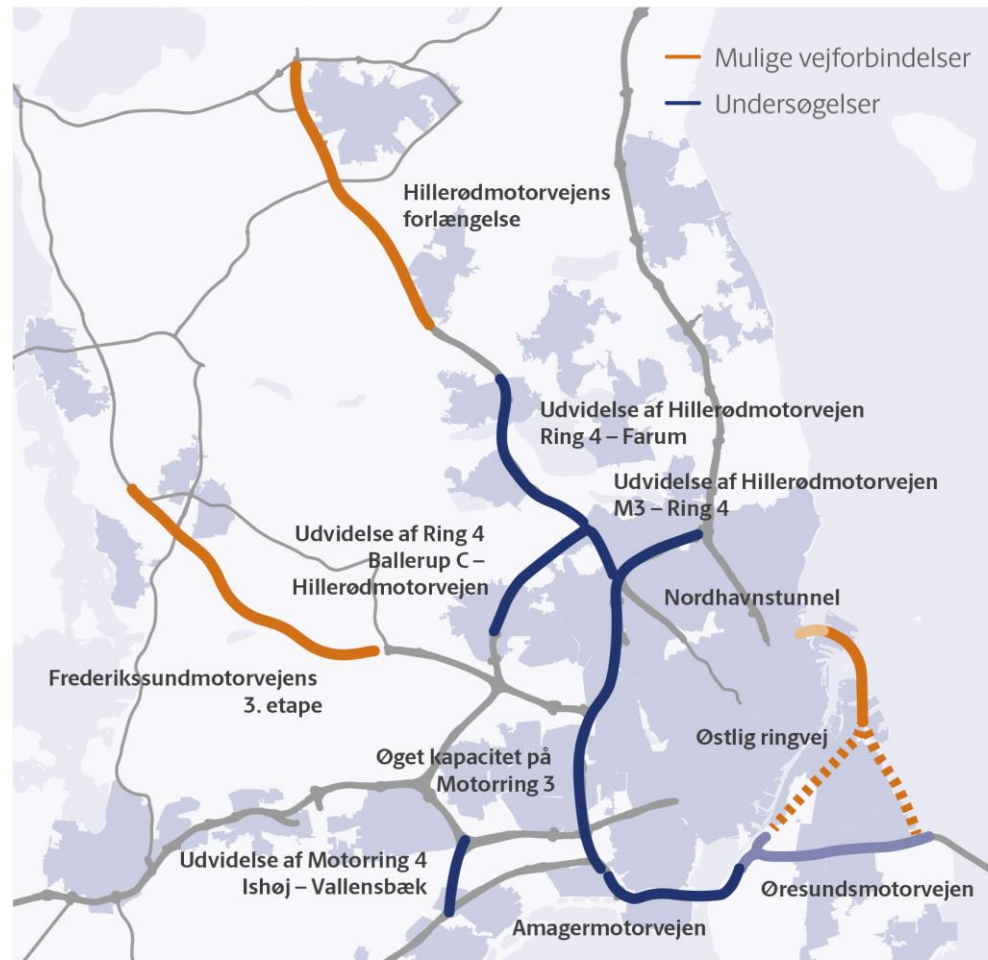 Mulige vejforbindelser
Undersøgelser
Hillerødmotorvejens
forlængelse
Udvidelse af Hillerødmotorvejen
Ring 4 – Farum
Udvidelse af Hillerødmotorvejen
M3 – Ring 4
Udvidelse af Ring 4
Ballerup C –
Hillerødmotorvejen
Nordhavnstunnel
Frederikssundmotorvejens
3. etape
Østlig ringvej
Øget kapacitet på
Motorring 3
Udvidelse af Motorring 4
Ishøj – Vallensbæk
Øresundsmotorvejen
Amagermotorvejen